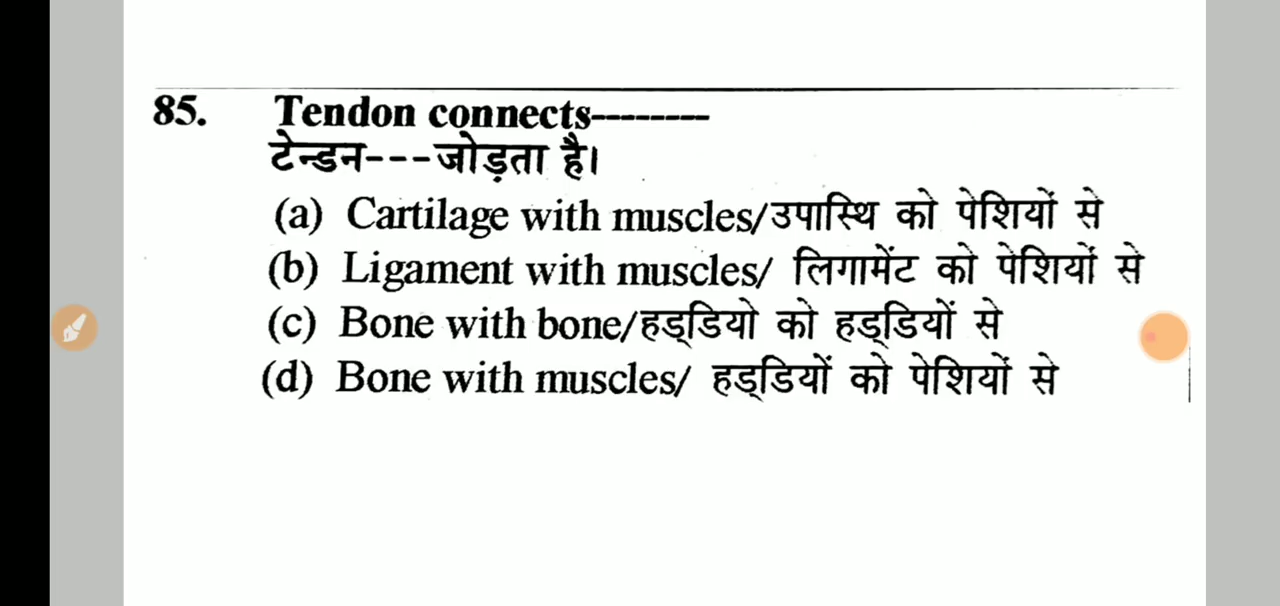 85. Tendon connects--------
टेन्डन---जोड़ता है।
(a) Cartilage with muscles/उपास्थि को पेशियों से
(b) Ligament with muscles/ लिगामेंट को पेशियों से
(c) Bone with bone/हड्डियो को हड्डियों से
(d) Bone with muscles/ हड्डियों को पेशियों से